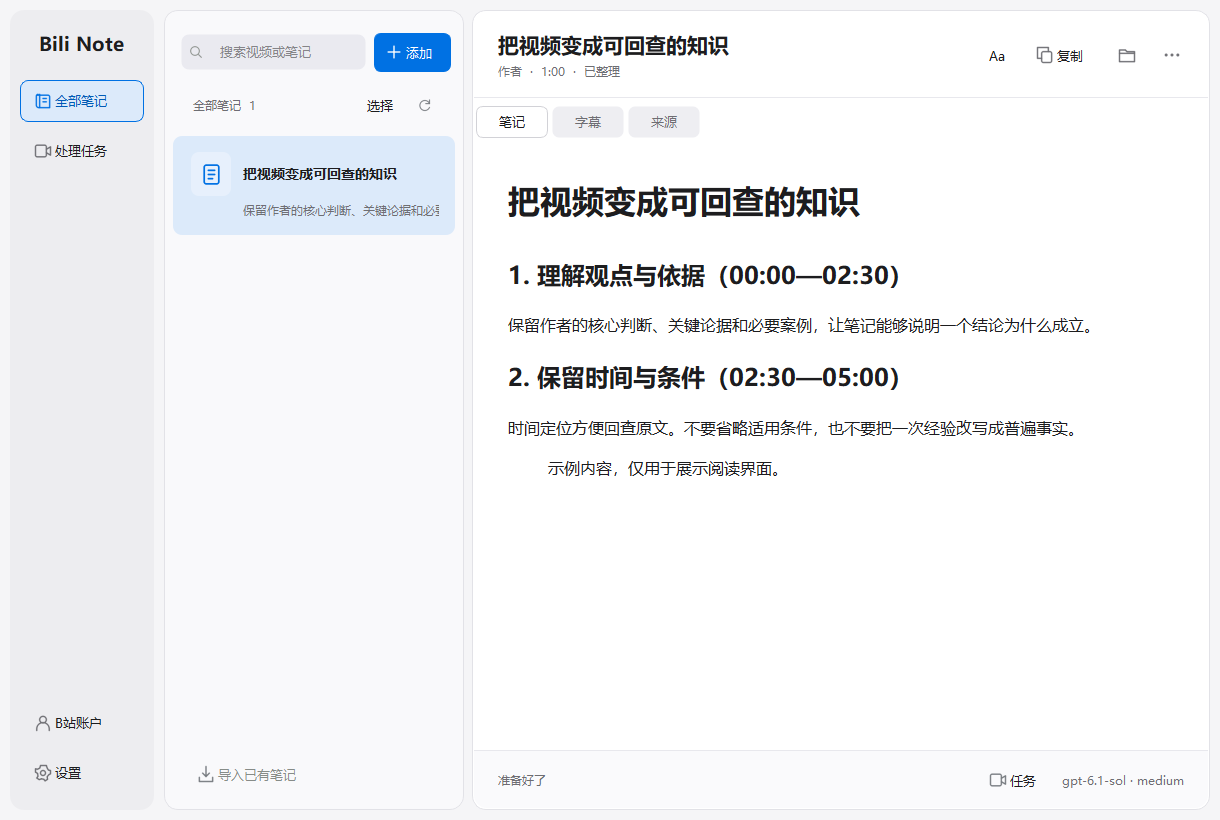 Bili Note
全部笔记
处理任务
B站账户
设置
搜索视频或笔记
添加
全部笔记 1
选择
把视频变成可回查的知识
保留作者的核心判断、关键论据和必
导入已有笔记
把视频变成可回查的知识
作者 · 1:00 · 已整理
Aa
复制
笔记
字幕
来源
把视频变成可回查的知识
1. 理解观点与依据（00:00—02:30）
保留作者的核心判断、关键论据和必要案例，让笔记能够说明一个结论为什么成立。
2. 保留时间与条件（02:30—05:00）
时间定位方便回查原文。不要省略适用条件，也不要把一次经验改写成普遍事实。
示例内容，仅用于展示阅读界面。
准备好了
任务
gpt-6.1-sol · medium